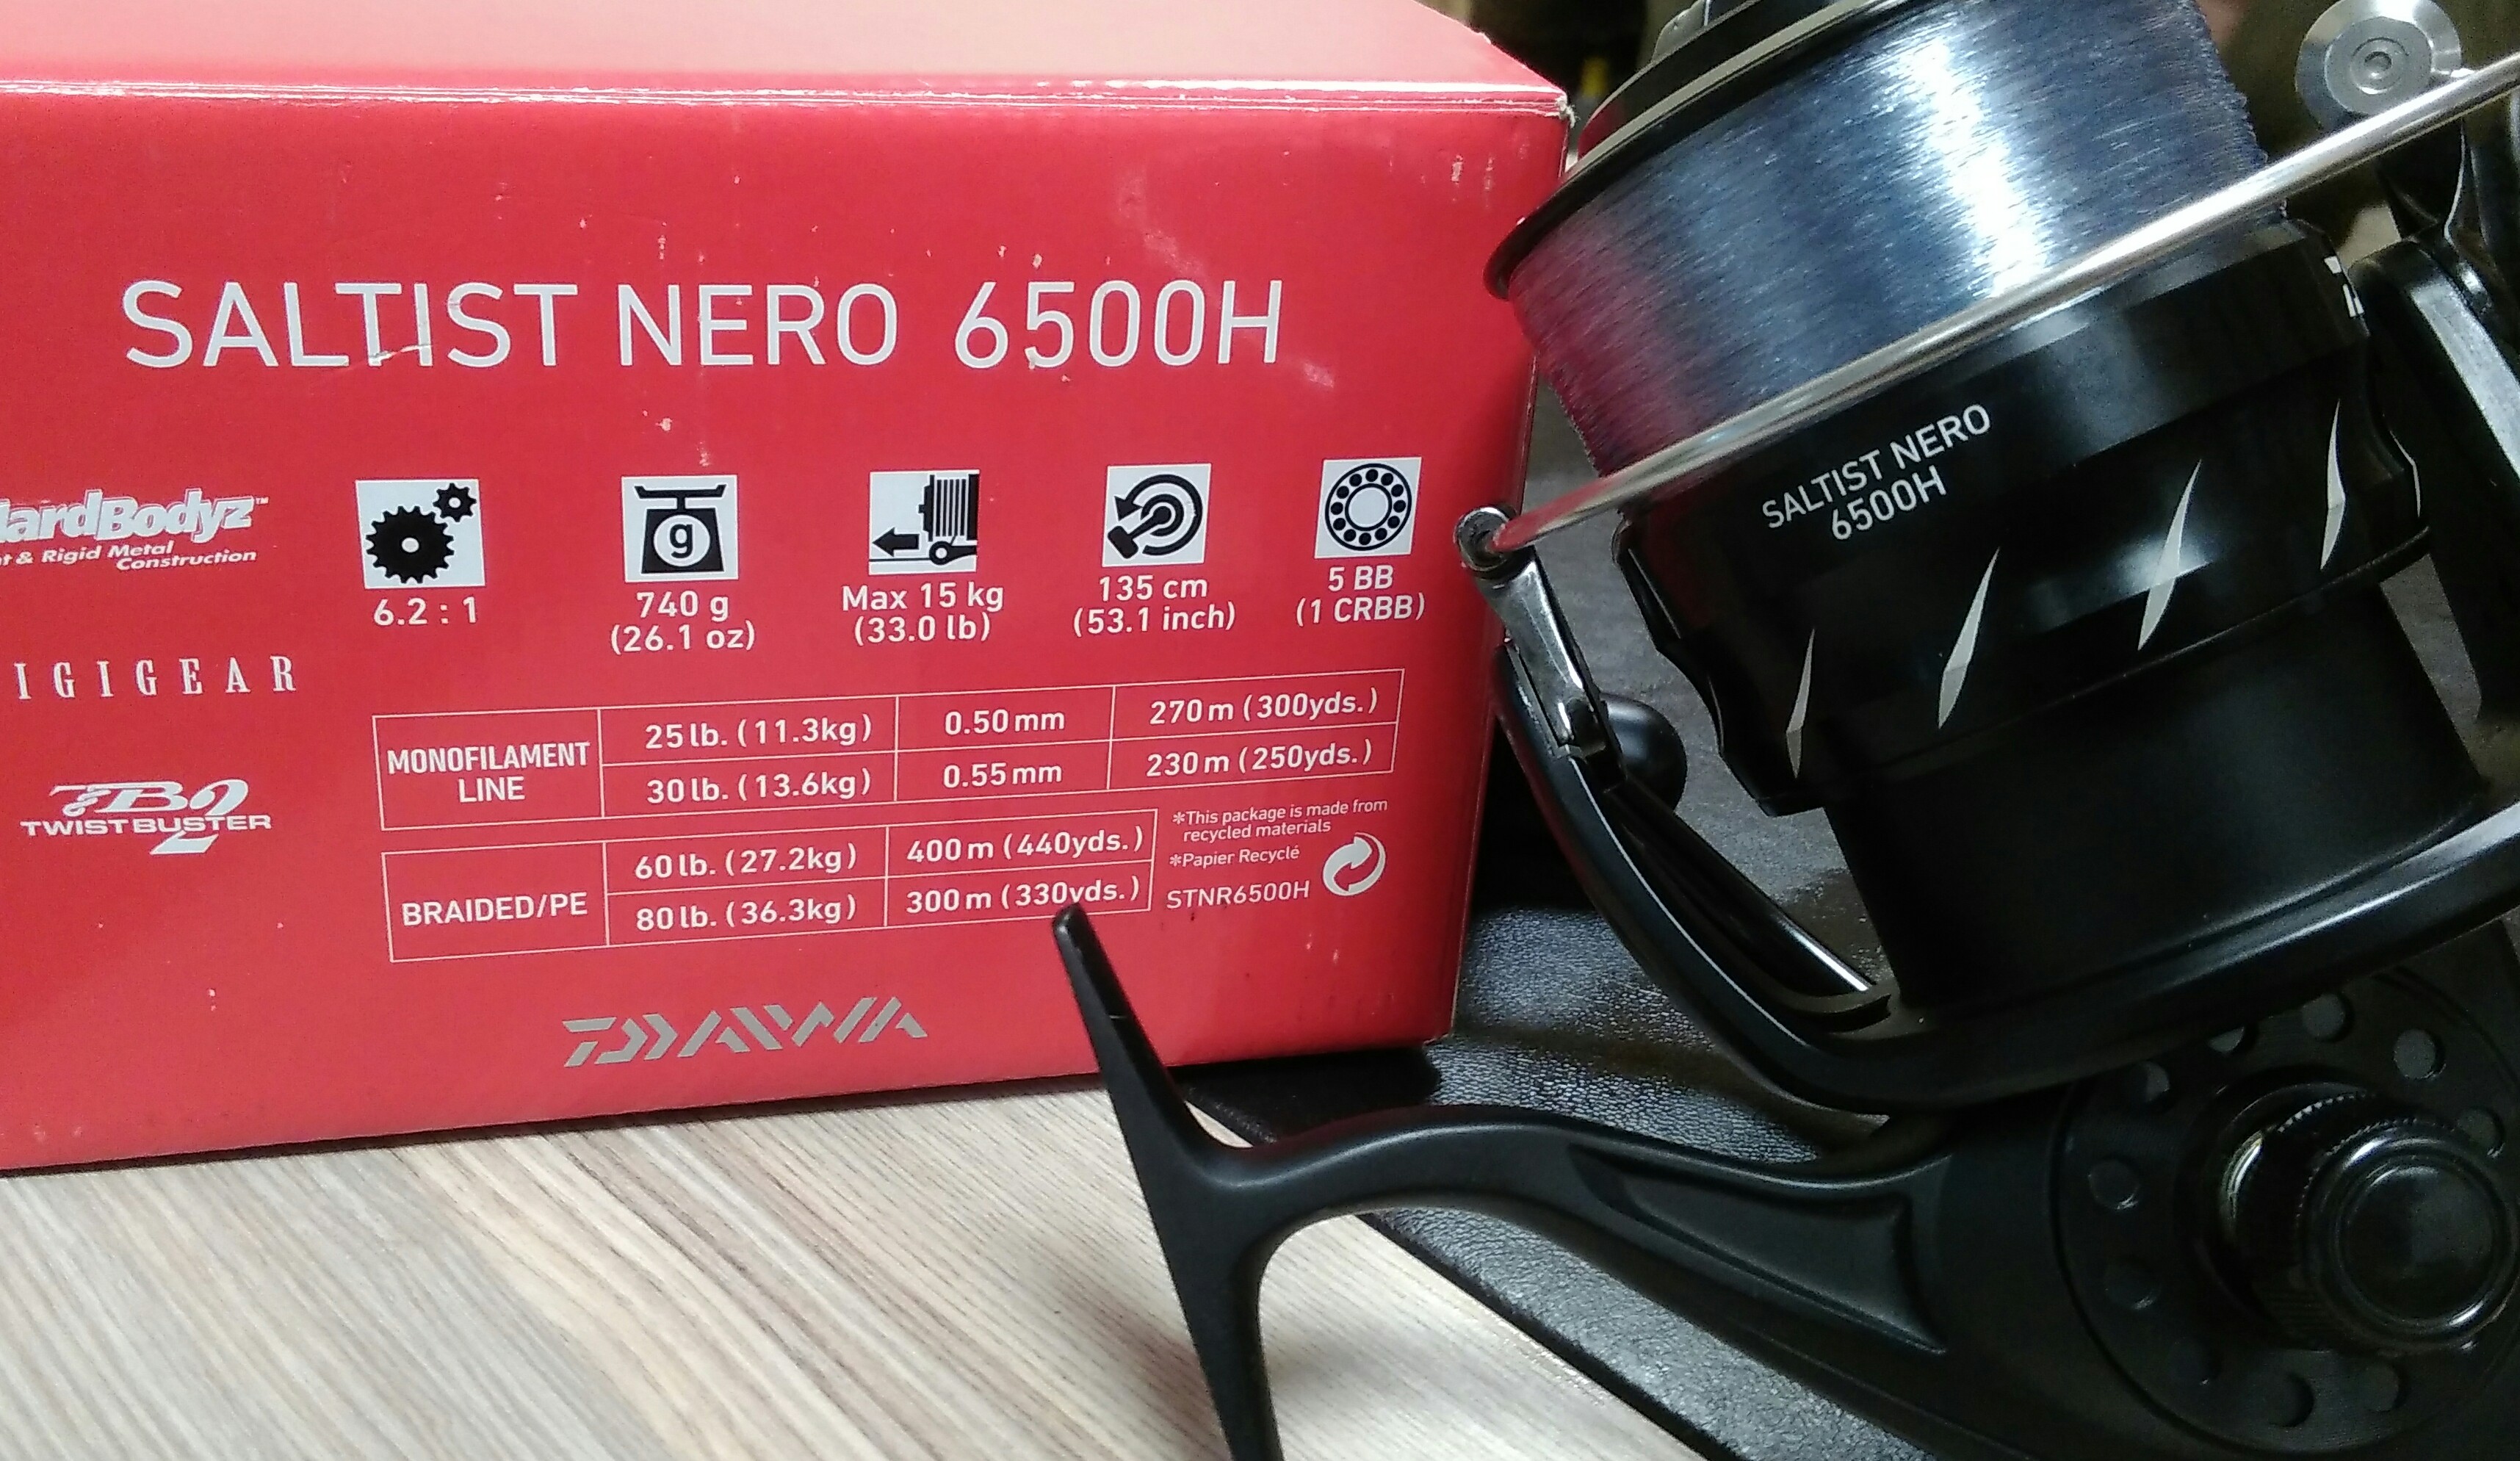 SALTIST NERO 6500H
HardBodyz™
& Rigid Metal
Construction
6.2 : 1
g
740 g
(26.1 oz)
Max 15 kg
(33.0 lb)
135 cm
(53.1 inch)
5 BB
(1 CRBB)
IGIGEAR
TB2
TWISTBUSTER
2
MONOFILAMENT
LINE
25 lb. (11.3kg) 0.50 mm 270 m (300yds.)
30 lb. (13.6kg) 0.55 mm 230 m (250yds.)
BRAIDED/PE
60 lb. (27.2kg) 400 m (440yds.)
80 lb. (36.3kg) 300 m (330yds.)
*This package is made from
recycled materials
*Papier Recyclé
STNR6500H
DAIWA
SALTIST NERO
6500H